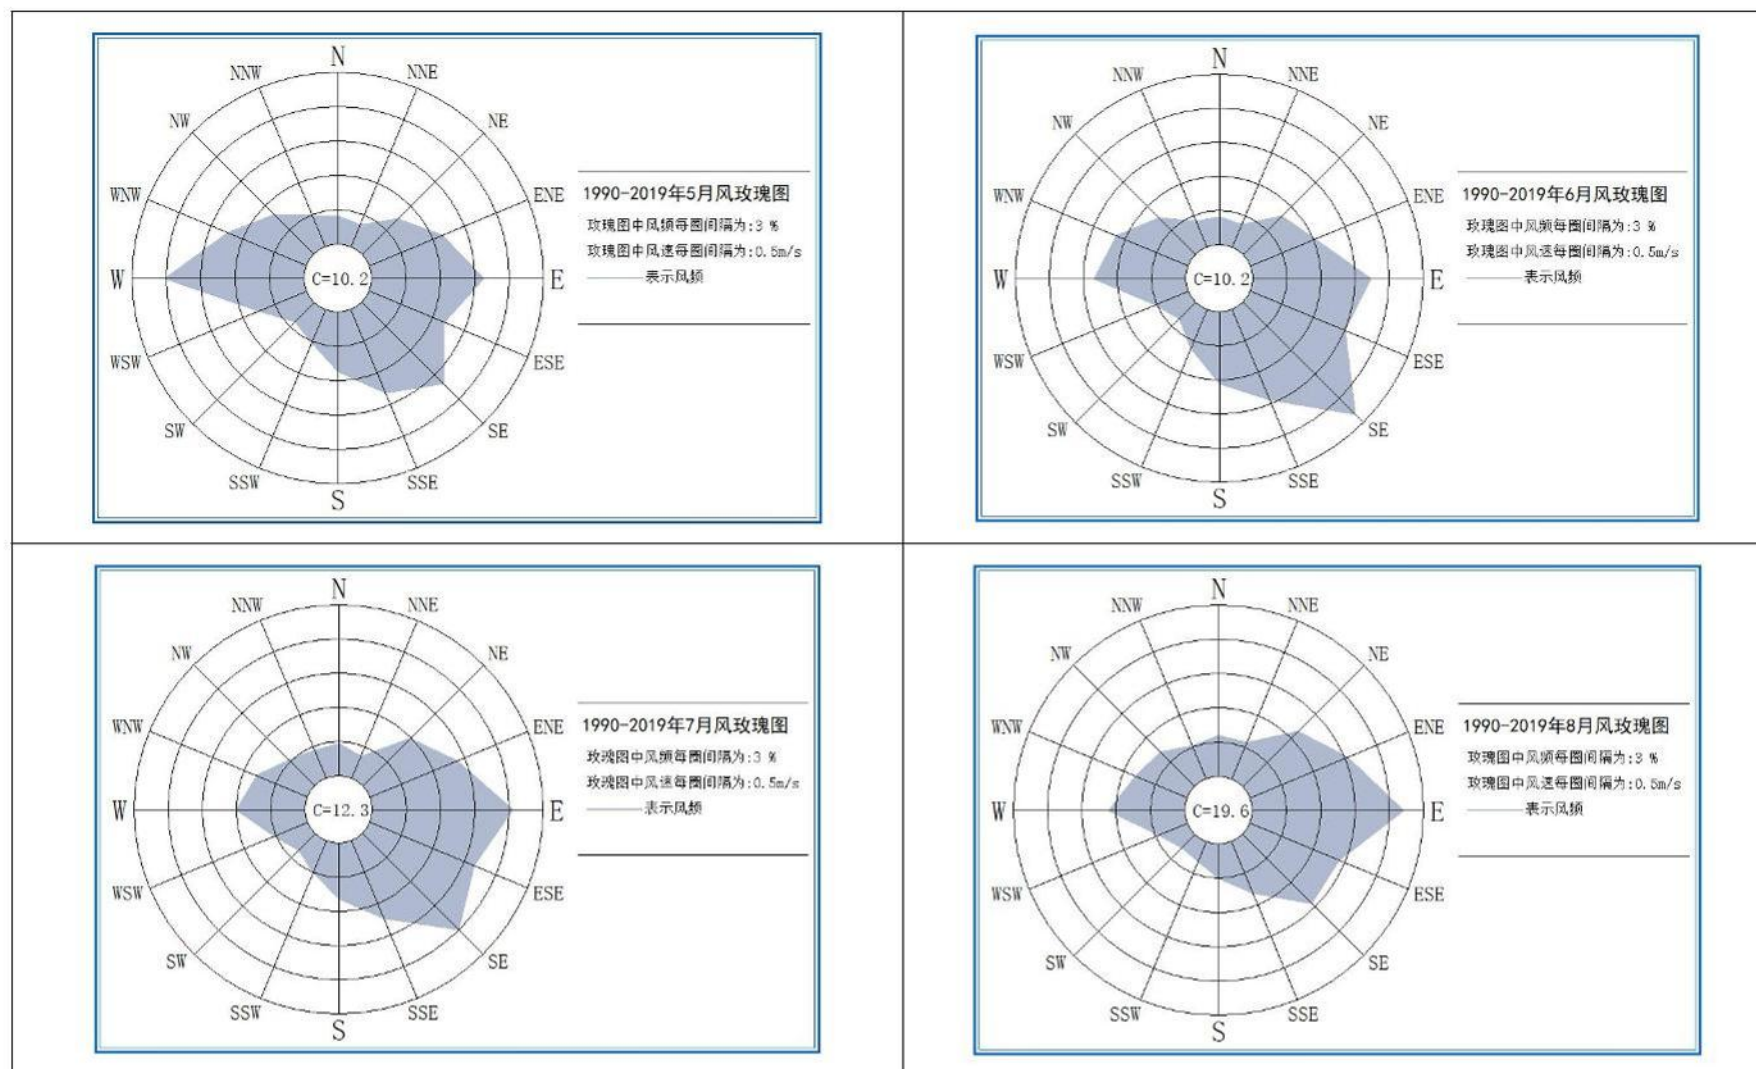 N
NNW
NNE
NW
NE
WNW
ENE
W
C=10.2
E
WSW
ESE
SW
SE
SSW
SSE
S
1990-2019年5月风玫瑰图
玫瑰图中风频每圈间隔为:3 %
玫瑰图中风速每圈间隔为:0.5m/s
表示风频
N
NNW
NNE
NW
NE
WNW
ENE
W
C=10.2
E
WSW
ESE
SW
SE
SSW
SSE
S
1990-2019年6月风玫瑰图
玫瑰图中风频每圈间隔为:3 %
玫瑰图中风速每圈间隔为:0.5m/s
表示风频
N
NNW
NNE
NW
NE
WNW
ENE
W
C=12.3
E
WSW
ESE
SW
SE
SSW
SSE
S
1990-2019年7月风玫瑰图
玫瑰图中风频每圈间隔为:3 %
玫瑰图中风速每圈间隔为:0.5m/s
表示风频
N
NNW
NNE
NW
NE
WNW
ENE
W
C=19.6
E
WSW
ESE
SW
SE
SSW
SSE
S
1990-2019年8月风玫瑰图
玫瑰图中风频每圈间隔为:3 %
玫瑰图中风速每圈间隔为:0.5m/s
表示风频